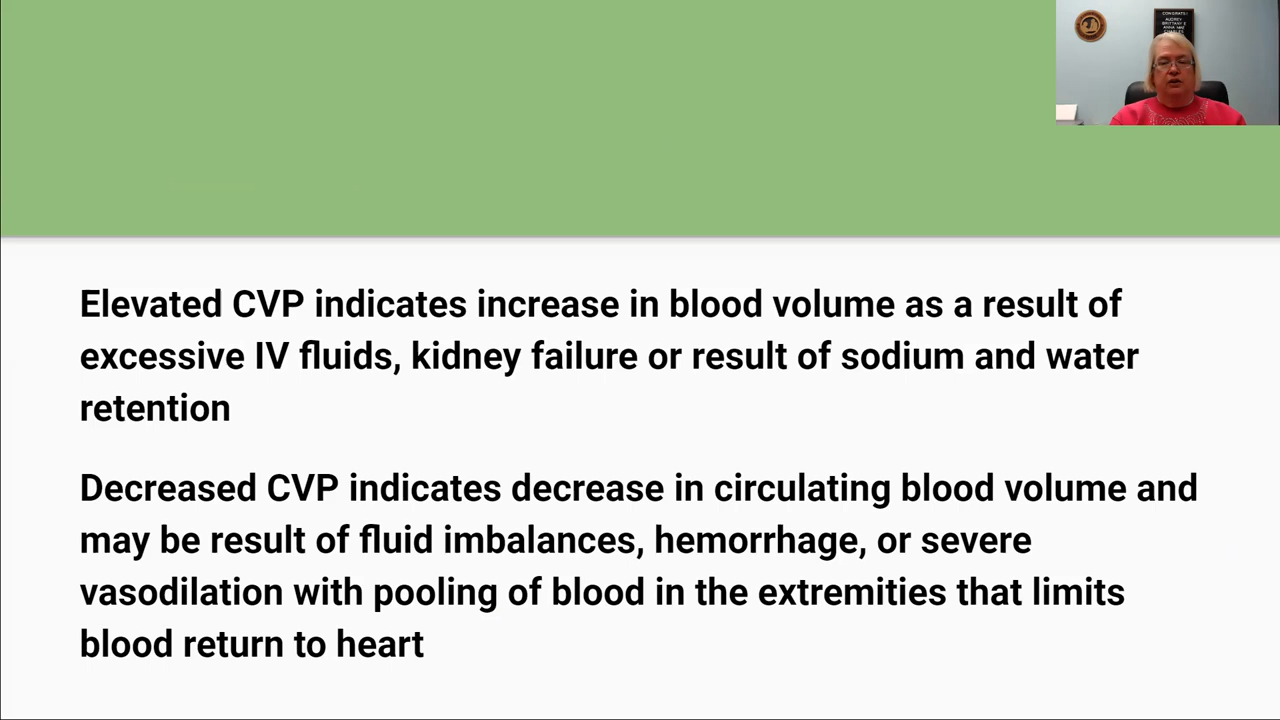 CONGRATS!
AUDREY
Elevated CVP indicates increase in blood volume as a result of
excessive IV fluids, kidney failure or result of sodium and water
retention
Decreased CVP indicates decrease in circulating blood volume and
may be result of fluid imbalances, hemorrhage, or severe
vasodilation with pooling of blood in the extremities that limits
blood return to heart